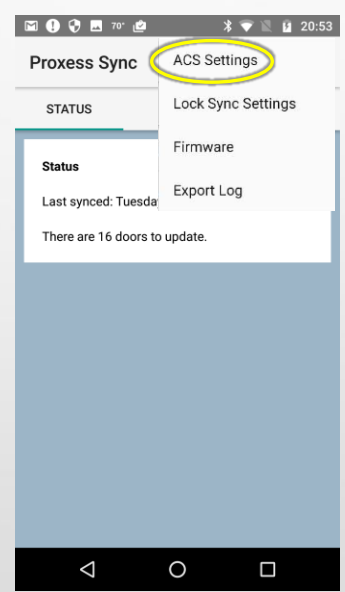 70° 20:53
Proxess Sync
ACS Settings
STATUS
Lock Sync Settings
Firmware
Status
Export Log
Last synced: Tuesda
There are 16 doors to update.